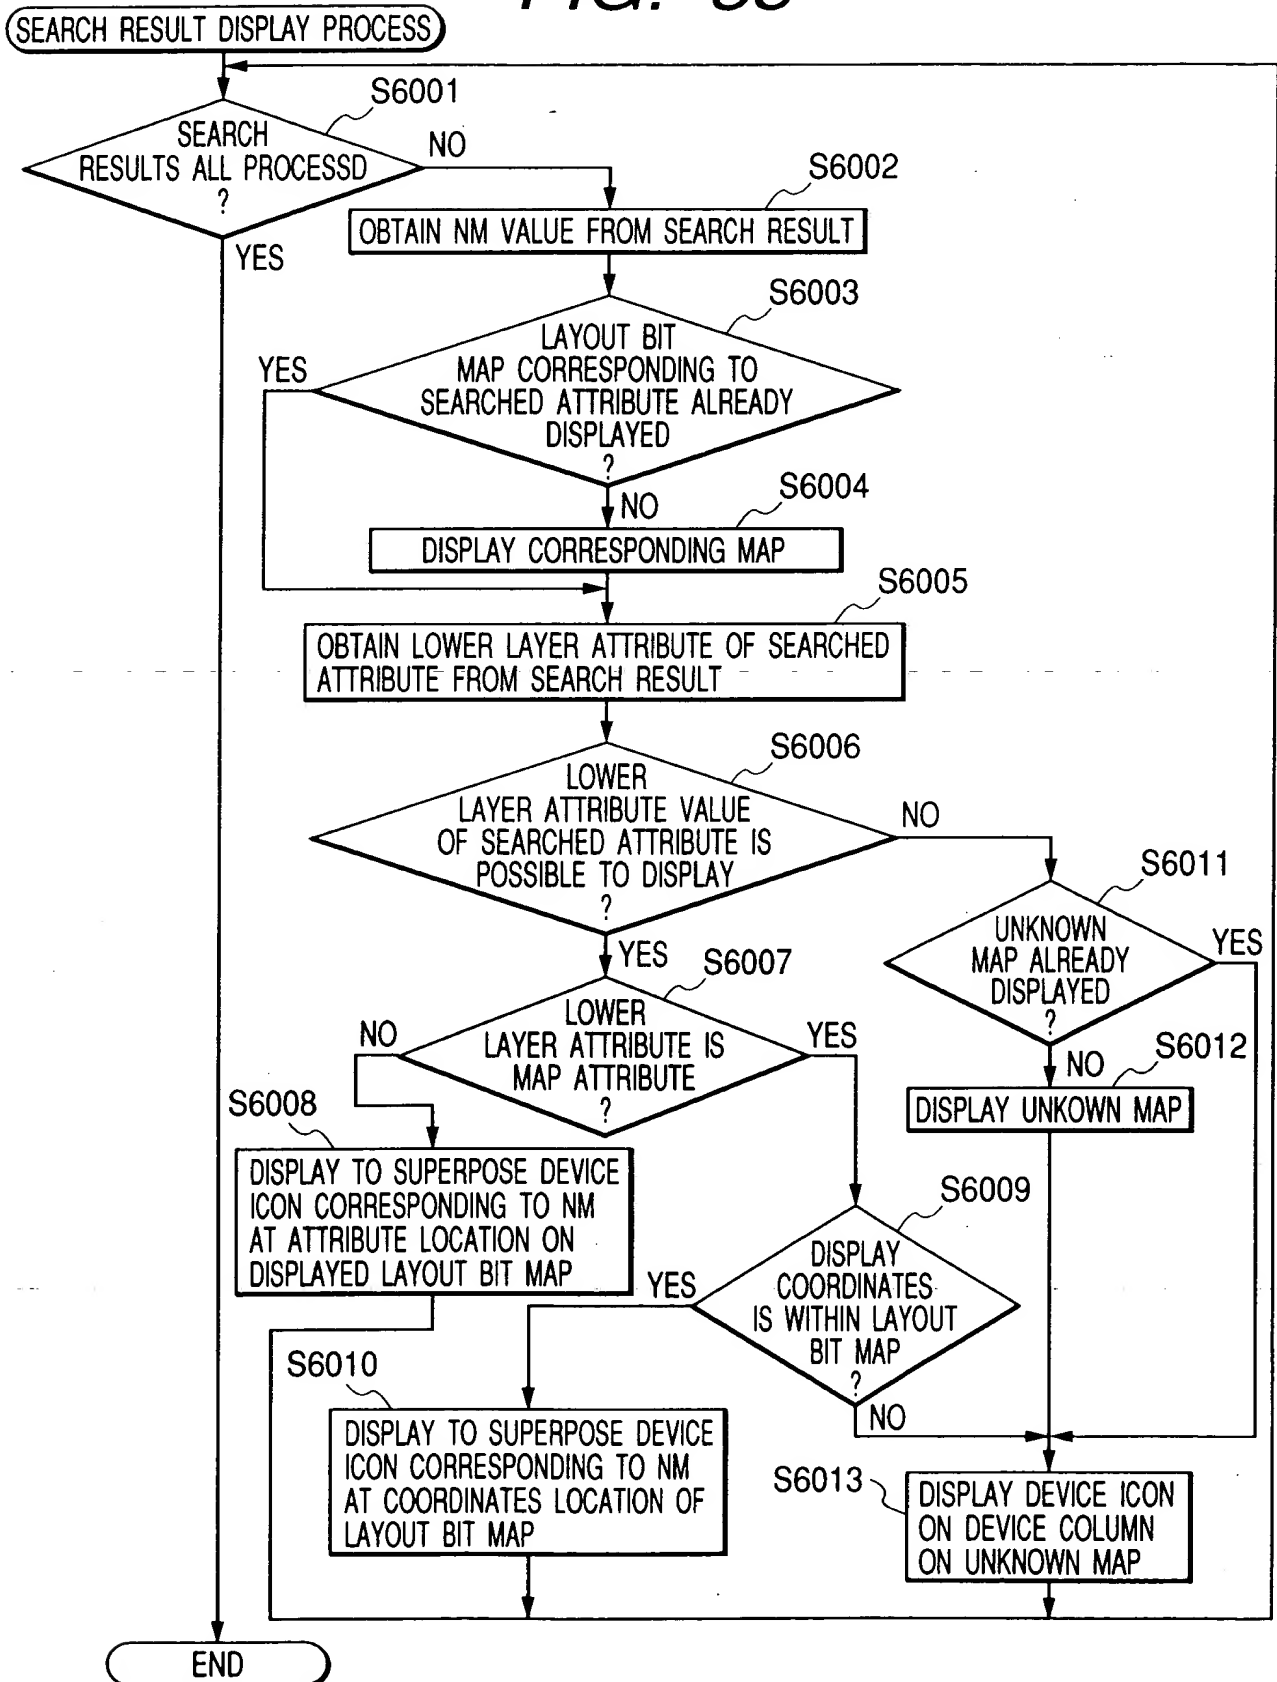 SEARCH RESULT DISPLAY PROCESS
S6001
SEARCH
RESULTS ALL PROCESSD
?
NO
YES
S6002
OBTAIN NM VALUE FROM SEARCH RESULT
S6003
LAYOUT BIT
MAP CORRESPONDING TO
SEARCHED ATTRIBUTE ALREADY
DISPLAYED
?
YES
NO
S6004
DISPLAY CORRESPONDING MAP
S6005
OBTAIN LOWER LAYER ATTRIBUTE OF SEARCHED
ATTRIBUTE FROM SEARCH RESULT
S6006
LOWER
LAYER ATTRIBUTE VALUE
OF SEARCHED ATTRIBUTE IS
POSSIBLE TO DISPLAY
?
NO
YES
S6011
UNKNOWN
MAP ALREADY
DISPLAYED
?
YES
NO
S6007
LOWER
LAYER ATTRIBUTE IS
MAP ATTRIBUTE
?
NO
YES
S6012
DISPLAY UNKOWN MAP
S6008
DISPLAY TO SUPERPOSE DEVICE
ICON CORRESPONDING TO NM
AT ATTRIBUTE LOCATION ON
DISPLAYED LAYOUT BIT MAP
S6009
DISPLAY
COORDINATES
IS WITHIN LAYOUT
BIT MAP
?
YES
NO
S6010
DISPLAY TO SUPERPOSE DEVICE
ICON CORRESPONDING TO NM
AT COORDINATES LOCATION OF
LAYOUT BIT MAP
S6013
DISPLAY DEVICE ICON
ON DEVICE COLUMN
ON UNKNOWN MAP
END